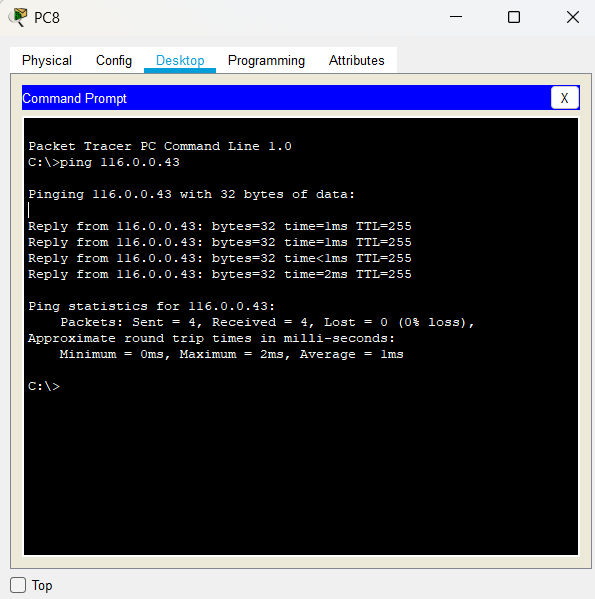 PC8
Physical Config Desktop Programming Attributes
Command Prompt X
Packet Tracer PC Command Line 1.0
C:\>ping 116.0.0.43
Pinging 116.0.0.43 with 32 bytes of data:
Reply from 116.0.0.43: bytes=32 time=1ms TTL=255
Reply from 116.0.0.43: bytes=32 time=1ms TTL=255
Reply from 116.0.0.43: bytes=32 time<1ms TTL=255
Reply from 116.0.0.43: bytes=32 time=2ms TTL=255
Ping statistics for 116.0.0.43:
Packets: Sent = 4, Received = 4, Lost = 0 (0% loss),
Approximate round trip times in milli-seconds:
Minimum = 0ms, Maximum = 2ms, Average = 1ms
C:\>
Top